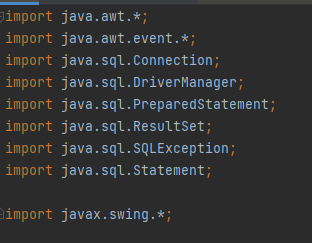 import java.awt.*;
import java.awt.event.*;
import java.sql.Connection;
import java.sql.DriverManager;
import java.sql.PreparedStatement;
import java.sql.ResultSet;
import java.sql.SQLException;
import java.sql.Statement;
import javax.swing.*;